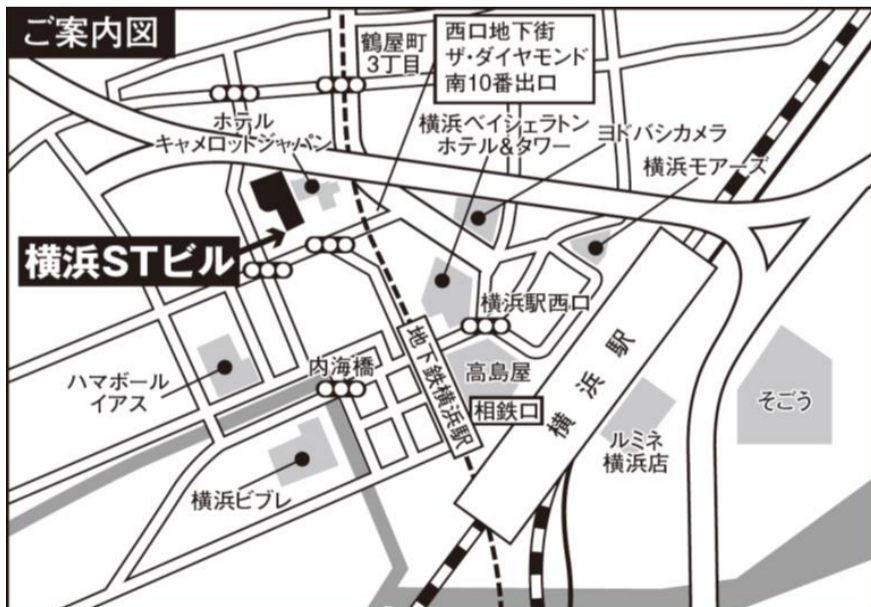 ご案内図
鶴屋町
3丁目
西口地下街
ザ・ダイヤモンド
南10番出口
ホテル
キャメロットジャパン
横浜ベイシェラトン
ホテル&タワー
ヨドバシカメラ
横浜モアーズ
横浜STビル
横浜駅西口
地下鉄横浜駅
内海橋
高島屋
横浜駅
ハマボール
イアス
相鉄口
そごう
ルミネ
横浜店
横浜ビブレ